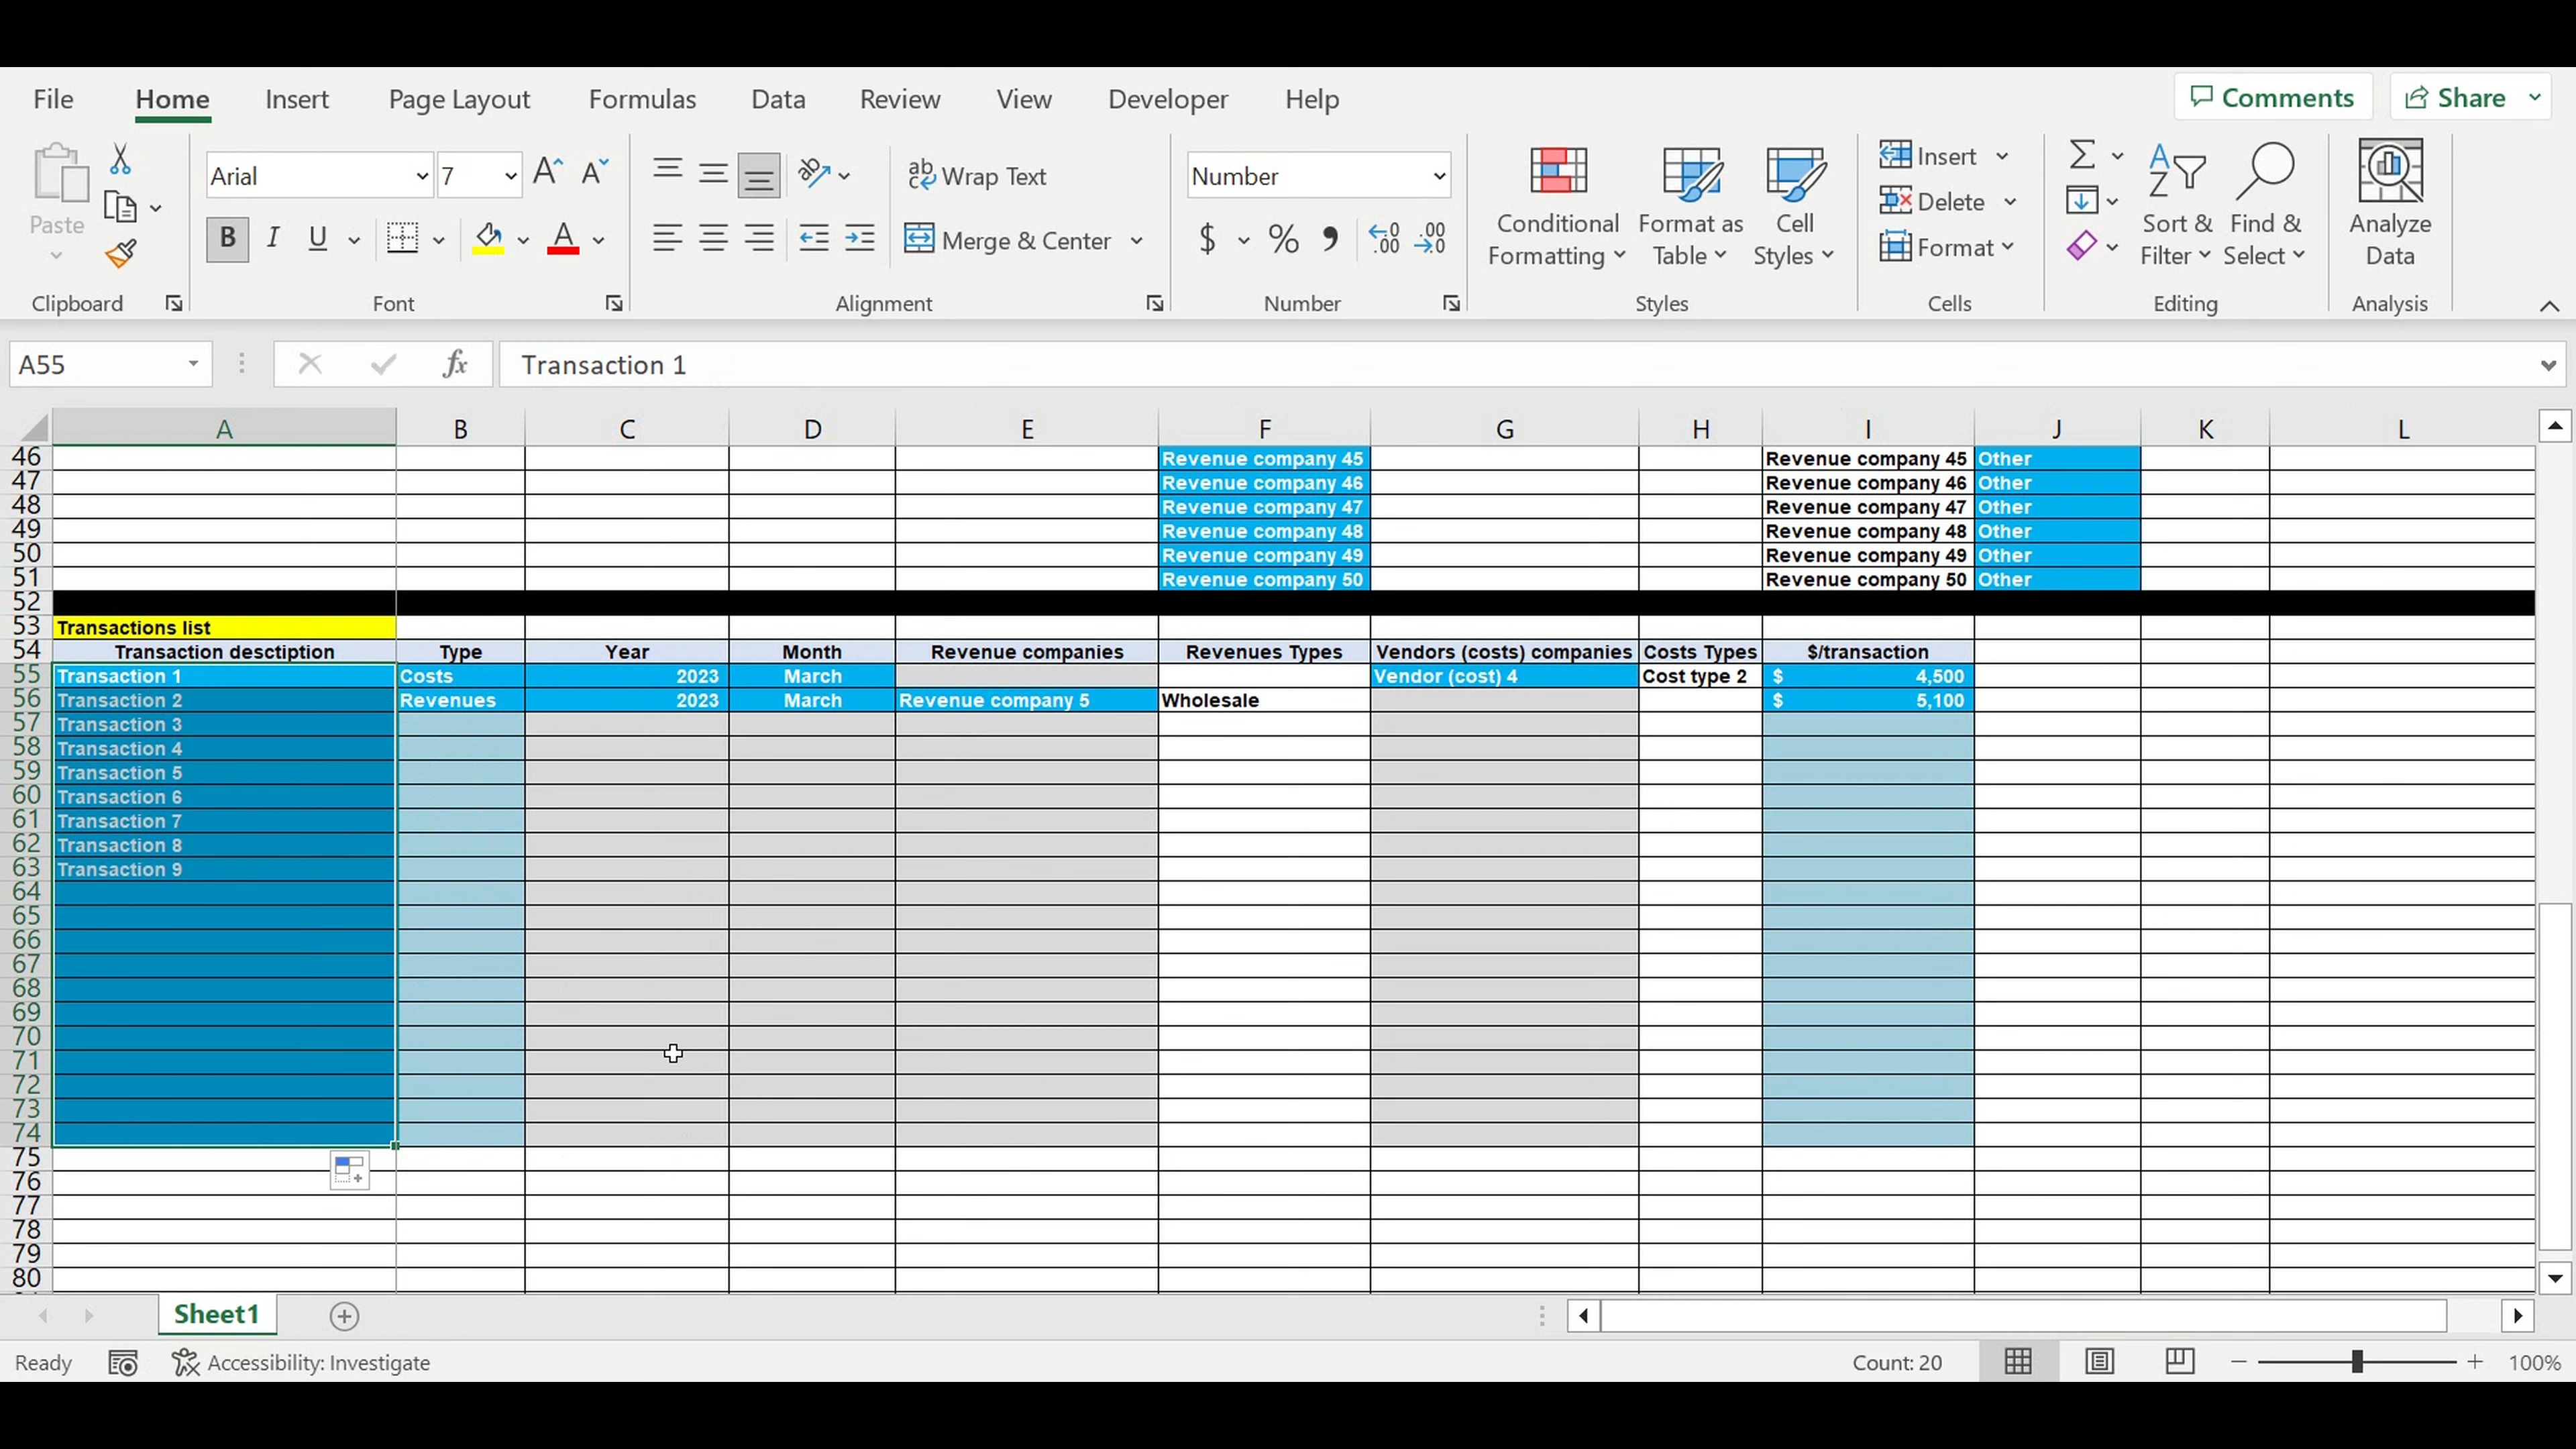 File Home Insert Page Layout Formulas Data Review View Developer Help Comments Share
Arial 7 Wrap Text Number Insert
Paste Conditional Format as Cell Delete Sort & Find & Analyze
B I U A Merge & Center $ % , Formatting Table Styles Format Filter Select Data
Clipboard Font Alignment Number Styles Cells Editing Analysis
A55 fx Transaction 1
A B C D E F G H I J K L
46 Revenue company 45 Revenue company 45 Other
47 Revenue company 46 Revenue company 46 Other
48 Revenue company 47 Revenue company 47 Other
49 Revenue company 48 Revenue company 48 Other
50 Revenue company 49 Revenue company 49 Other
51 Revenue company 50 Revenue company 50 Other
52
53 Transactions list
54 Transaction desctiption Type Year Month Revenue companies Revenues Types Vendors (costs) companies Costs Types $/transaction
55 Transaction 1 Costs 2023 March Vendor (cost) 4 Cost type 2 $ 4,500
56 Transaction 2 Revenues 2023 March Revenue company 5 Wholesale $ 5,100
57 Transaction 3
58 Transaction 4
59 Transaction 5
60 Transaction 6
61 Transaction 7
62 Transaction 8
63 Transaction 9
64
65
66
67
68
69
70
71
72
73
74
75
76
77
78
79
80
Sheet1
Ready Accessibility: Investigate Count: 20 100%